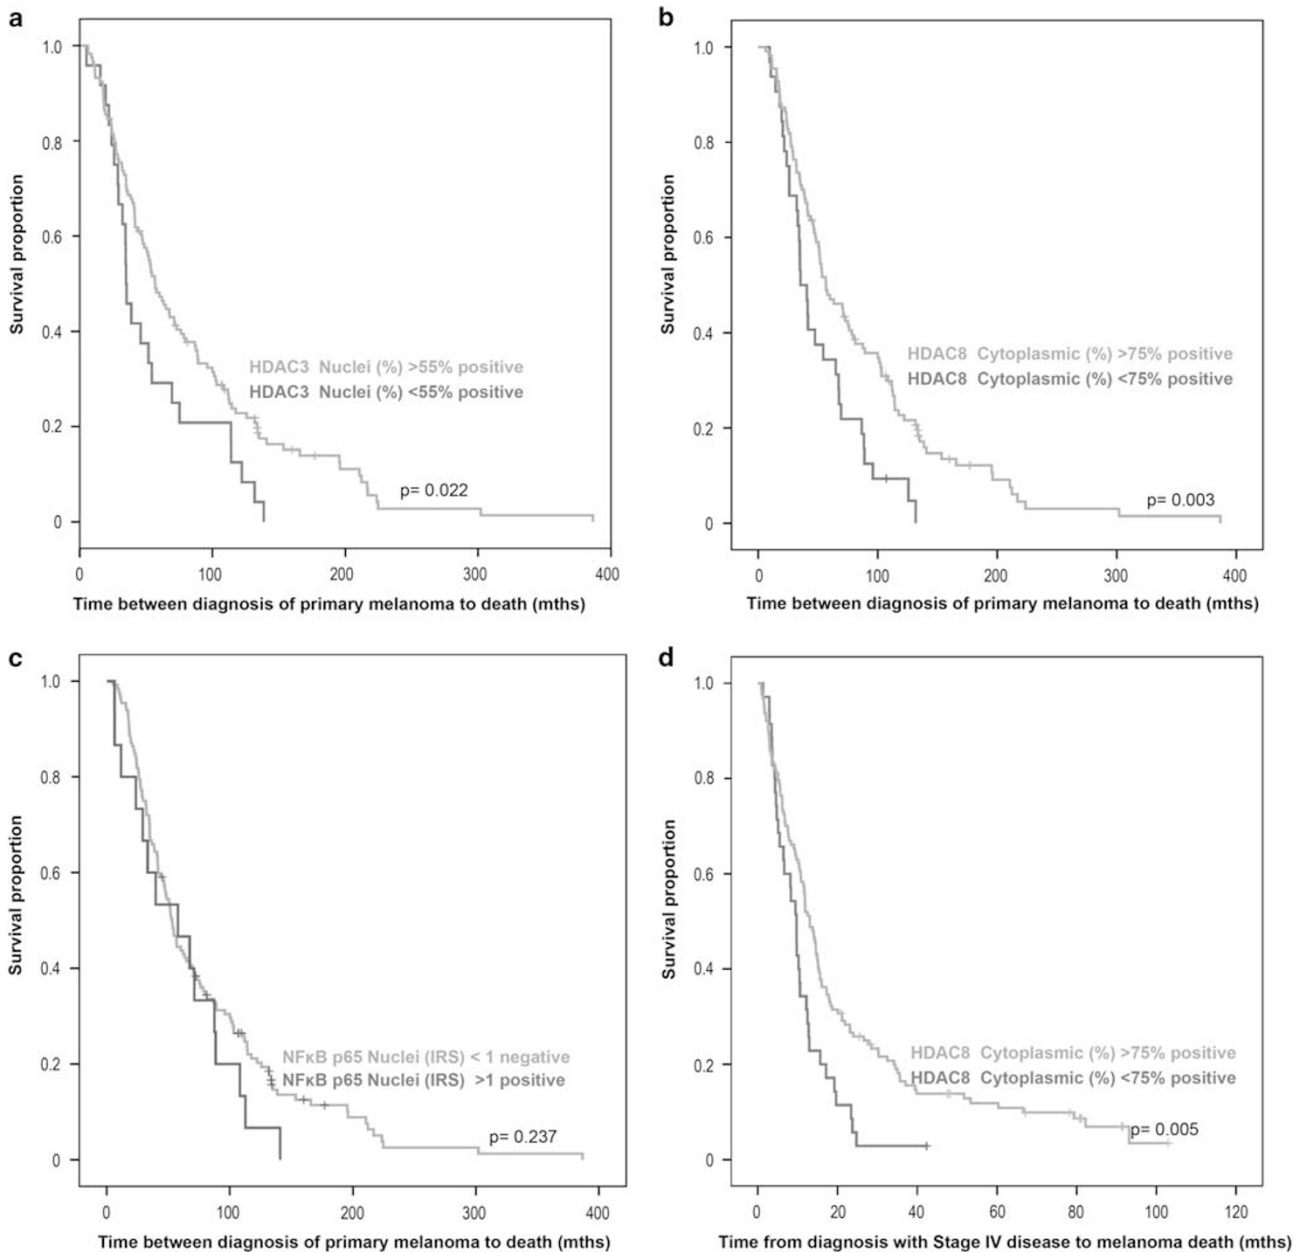 a
Survival proportion
1.0
0.8
0.6
0.4
0.2
0
HDAC3 Nuclei (%) >55% positive
HDAC3 Nuclei (%) <55% positive
p= 0.022
0 100 200 300 400
Time between diagnosis of primary melanoma to death (mths)
b
Survival proportion
1.0
0.8
0.6
0.4
0.2
0
HDAC8 Cytoplasmic (%) >75% positive
HDAC8 Cytoplasmic (%) <75% positive
p= 0.003
0 100 200 300 400
Time between diagnosis of primary melanoma to death (mths)
c
Survival proportion
1.0
0.8
0.6
0.4
0.2
0
NFκB p65 Nuclei (IRS) < 1 negative
NFκB p65 Nuclei (IRS) >1 positive
p= 0.237
0 100 200 300 400
Time between diagnosis of primary melanoma to death (mths)
d
Survival proportion
1.0
0.8
0.6
0.4
0.2
0
HDAC8 Cytoplasmic (%) >75% positive
HDAC8 Cytoplasmic (%) <75% positive
p= 0.005
0 20 40 60 80 100 120
Time from diagnosis with Stage IV disease to melanoma death (mths)